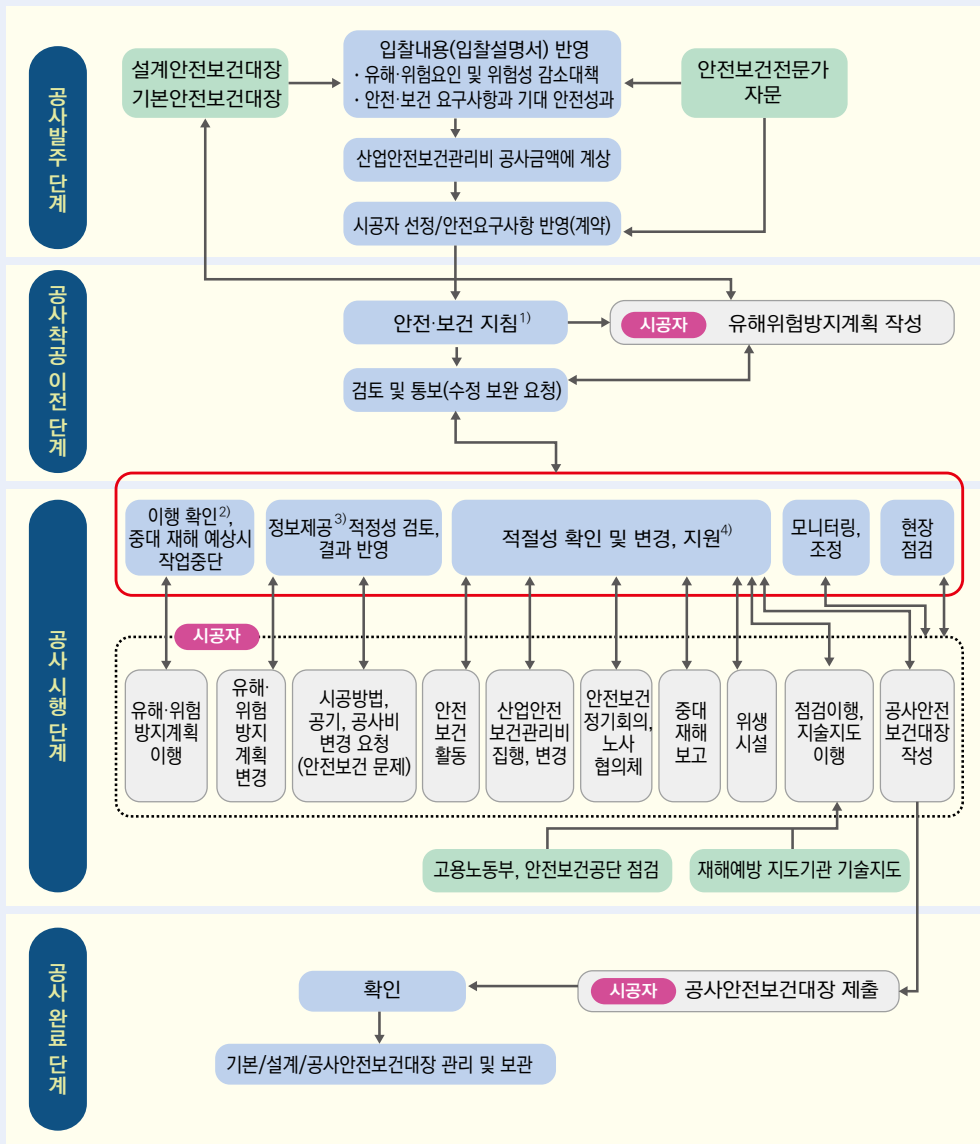 공사발주 단계
설계안전보건대장
기본안전보건대장
입찰내용(입찰설명서) 반영
· 유해·위험요인 및 위험성 감소대책
· 안전·보건 요구사항과 기대 안전성과
안전보건전문가
자문
산업안전보건관리비 공사금액에 계상
시공자 선정/안전요구사항 반영(계약)
공사착공 이전 단계
안전·보건 지침1)
시공자 유해위험방지계획 작성
검토 및 통보(수정 보완 요청)
공사 시행 단계
이행 확인2),
중대 재해 예상시
작업중단
정보제공3) 적정성 검토,
결과 반영
적절성 확인 및 변경, 지원4)
모니터링,
조정
현장
점검
시공자
유해·위험
방지계획
이행
유해·
위험
방지
계획
변경
시공방법,
공기, 공사비
변경 요청
(안전보건 문제)
안전
보건
활동
산업안전
보건관리비
집행, 변경
안전보건
정기회의,
노사
협의체
중대
재해
보고
위생
시설
점검이행,
지술지도
이행
공사안전
보건대장
작성
고용노동부, 안전보건공단 점검
재해예방 지도기관 기술지도
공사 완료 단계
확인
시공자 공사안전보건대장 제출
기본/설계/공사안전보건대장 관리 및 보관